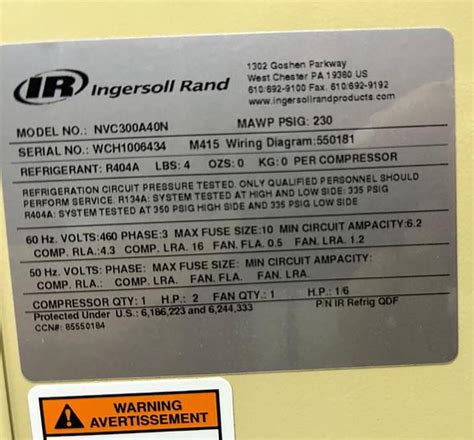 IR Ingersoll Rand
1302 Goshen Parkway
West Chester PA 19380 US
610/692-9100 Fax. 610/692-9192
www.ingersollrandproducts.com
MODEL NO.: NVC300A40N MAWP PSIG: 230
SERIAL NO.: WCH1006434 M415 Wiring Diagram:550181
REFRIGERANT: R404A LBS: 4 OZS: 0 KG: 0 PER COMPRESSOR
REFRIGERATION CIRCUIT PRESSURE TESTED. ONLY QUALIFIED PERSONNEL SHOULD
PERFORM SERVICE. R134A: SYSTEM TESTED AT HIGH AND LOW SIDE: 335 PSIG
R404A: SYSTEM TESTED AT 350 PSIG HIGH SIDE AND 335 PSIG LOW SIDE
60 Hz. VOLTS:460 PHASE:3 MAX FUSE SIZE:10 MIN CIRCUIT AMPACITY:6.2
COMP. RLA.:4.3 COMP. LRA. 16 FAN. FLA. 0.5 FAN. LRA. 1.2
50 Hz. VOLTS: PHASE: MAX FUSE SIZE: MIN CIRCUIT AMPACITY:
COMP. RLA.: COMP. LRA. FAN. FLA. FAN. LRA.
COMPRESSOR QTY: 1 H.P.: 2 FAN QTY.: 1 H.P.: 1/6
Protected Under U.S.: 6,186,223 and 6,244,333 P/N IR Refrig QDF
CCN#: 85550184
WARNING
AVERTISSEMENT